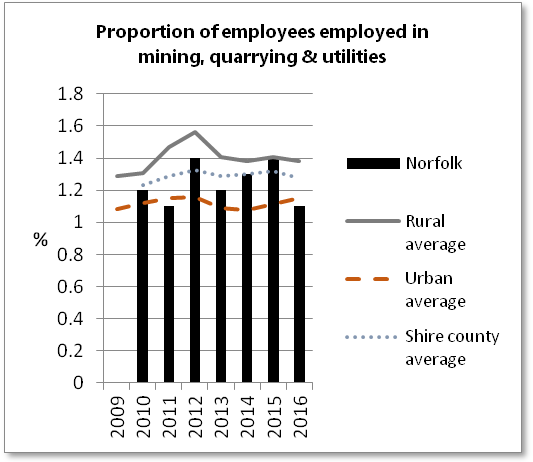 Proportion of employees employed in
mining, quarrying & utilities
1.8
1.6
1.4
1.2
1
0.8
0.6
0.4
0.2
0
%
2009
2010
2011
2012
2013
2014
2015
2016
Norfolk
Rural
average
Urban
average
Shire county
average